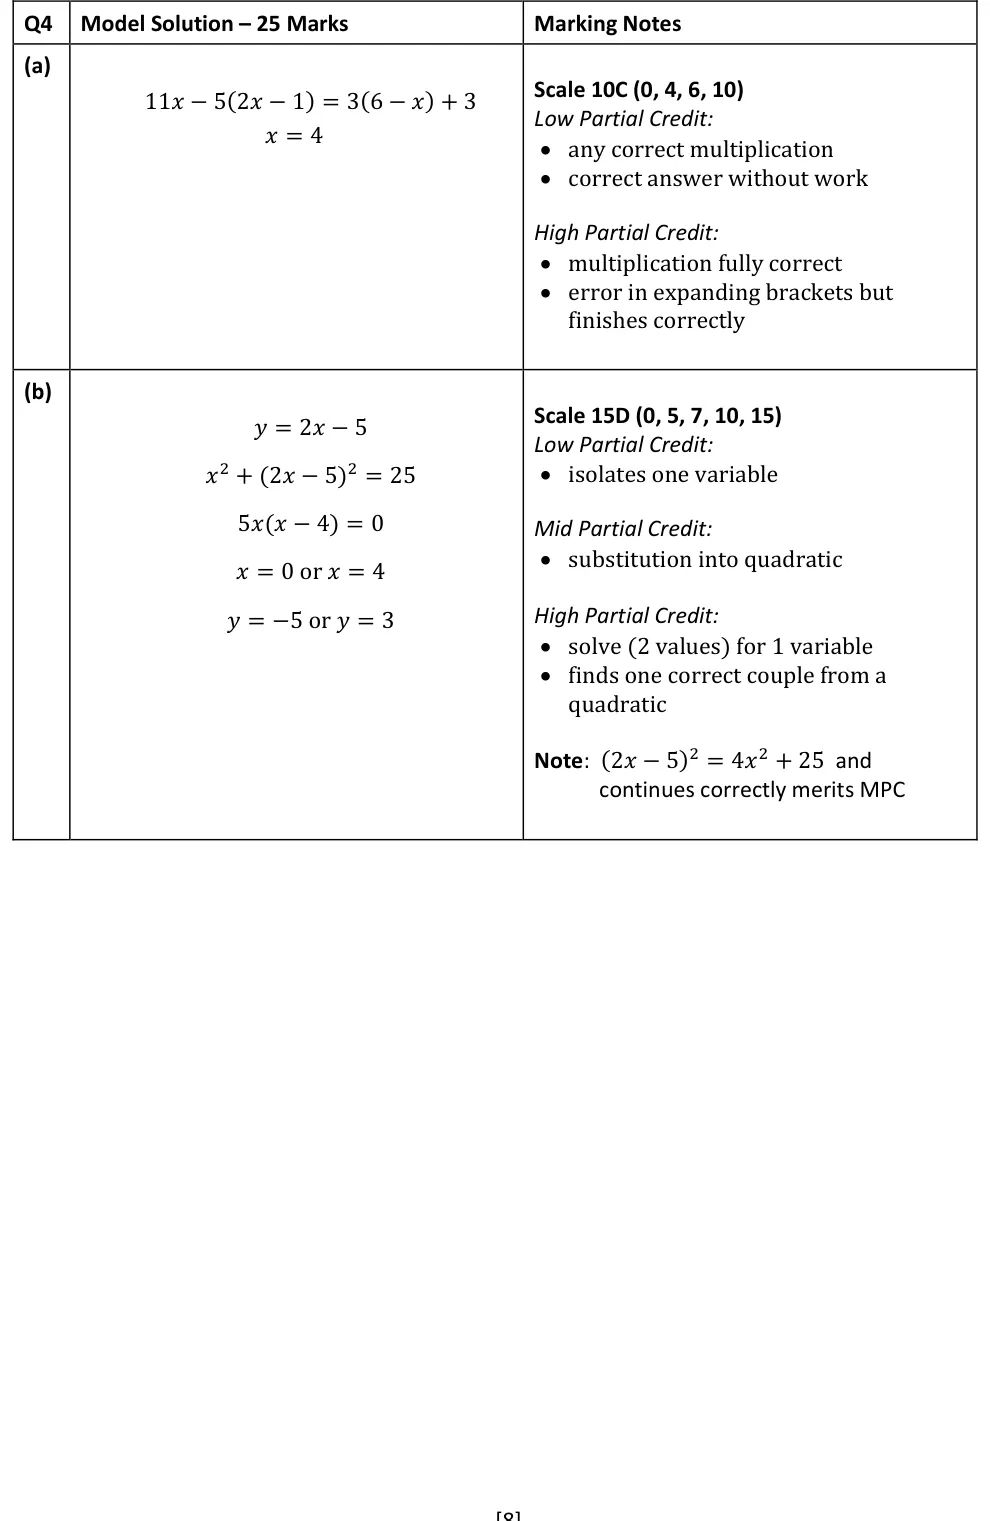 Q4 Model Solution – 25 Marks Marking Notes
(a)
11𝑥 − 5(2𝑥 − 1) = 3(6 − 𝑥) + 3
𝑥 = 4
Scale 10C (0, 4, 6, 10)
Low Partial Credit:
• any correct multiplication
• correct answer without work
High Partial Credit:
• multiplication fully correct
• error in expanding brackets but
finishes correctly
(b)
𝑦 = 2𝑥 − 5
𝑥² + (2𝑥 − 5)² = 25
5𝑥(𝑥 − 4) = 0
𝑥 = 0 or 𝑥 = 4
𝑦 = −5 or 𝑦 = 3
Scale 15D (0, 5, 7, 10, 15)
Low Partial Credit:
• isolates one variable
Mid Partial Credit:
• substitution into quadratic
High Partial Credit:
• solve (2 values) for 1 variable
• finds one correct couple from a
quadratic
Note: (2𝑥 − 5)² = 4𝑥² + 25 and
continues correctly merits MPC
[8]